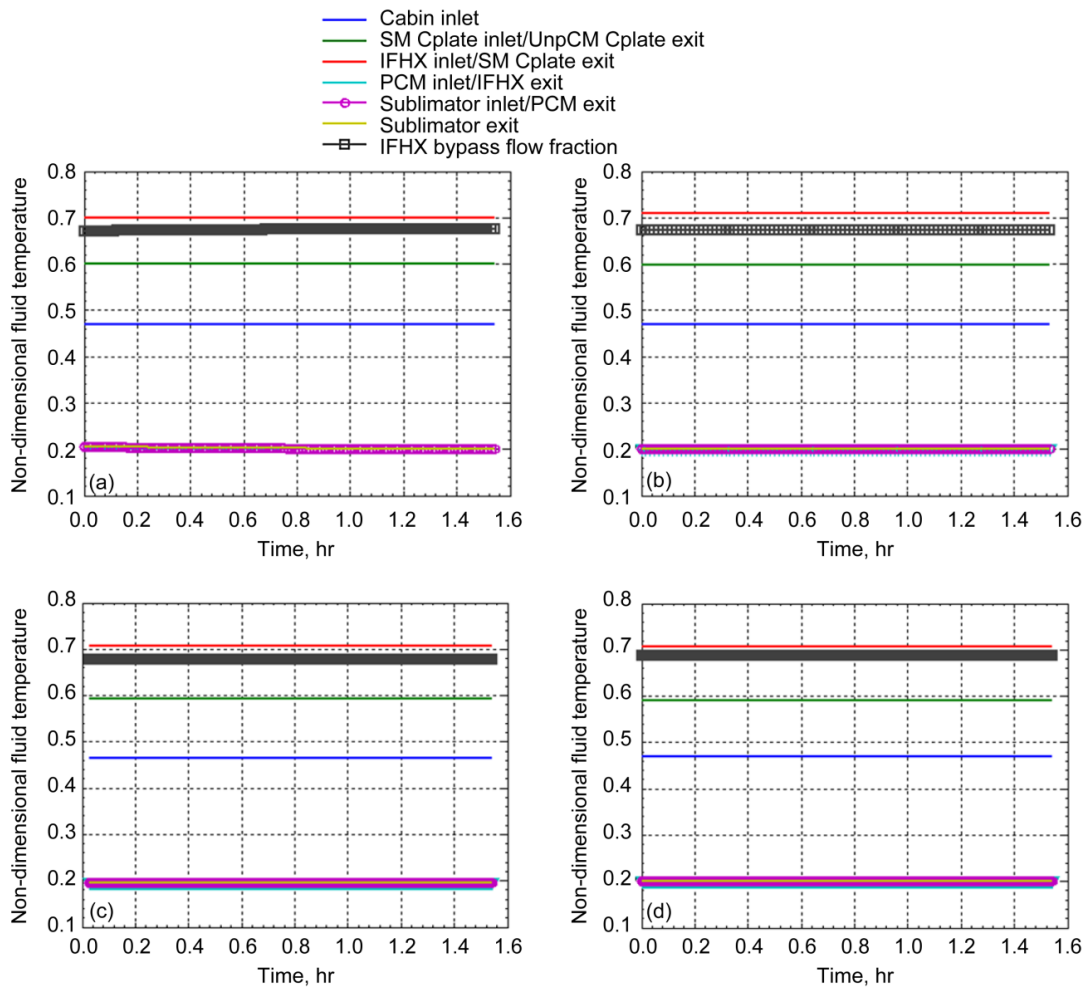 Cabin inlet
SM Cplate inlet/UnpCM Cplate exit
IFHX inlet/SM Cplate exit
PCM inlet/IFHX exit
Sublimator inlet/PCM exit
Sublimator exit
IFHX bypass flow fraction
Non-dimensional fluid temperature
0.8
0.7
0.6
0.5
0.4
0.3
0.2
0.1
(a)
0.0 0.2 0.4 0.6 0.8 1.0 1.2 1.4 1.6
Time, hr
Non-dimensional fluid temperature
0.8
0.7
0.6
0.5
0.4
0.3
0.2
0.1
(b)
0.0 0.2 0.4 0.6 0.8 1.0 1.2 1.4 1.6
Time, hr
Non-dimensional fluid temperature
0.8
0.7
0.6
0.5
0.4
0.3
0.2
0.1
(c)
0.0 0.2 0.4 0.6 0.8 1.0 1.2 1.4 1.6
Time, hr
Non-dimensional fluid temperature
0.8
0.7
0.6
0.5
0.4
0.3
0.2
0.1
(d)
0.0 0.2 0.4 0.6 0.8 1.0 1.2 1.4 1.6
Time, hr